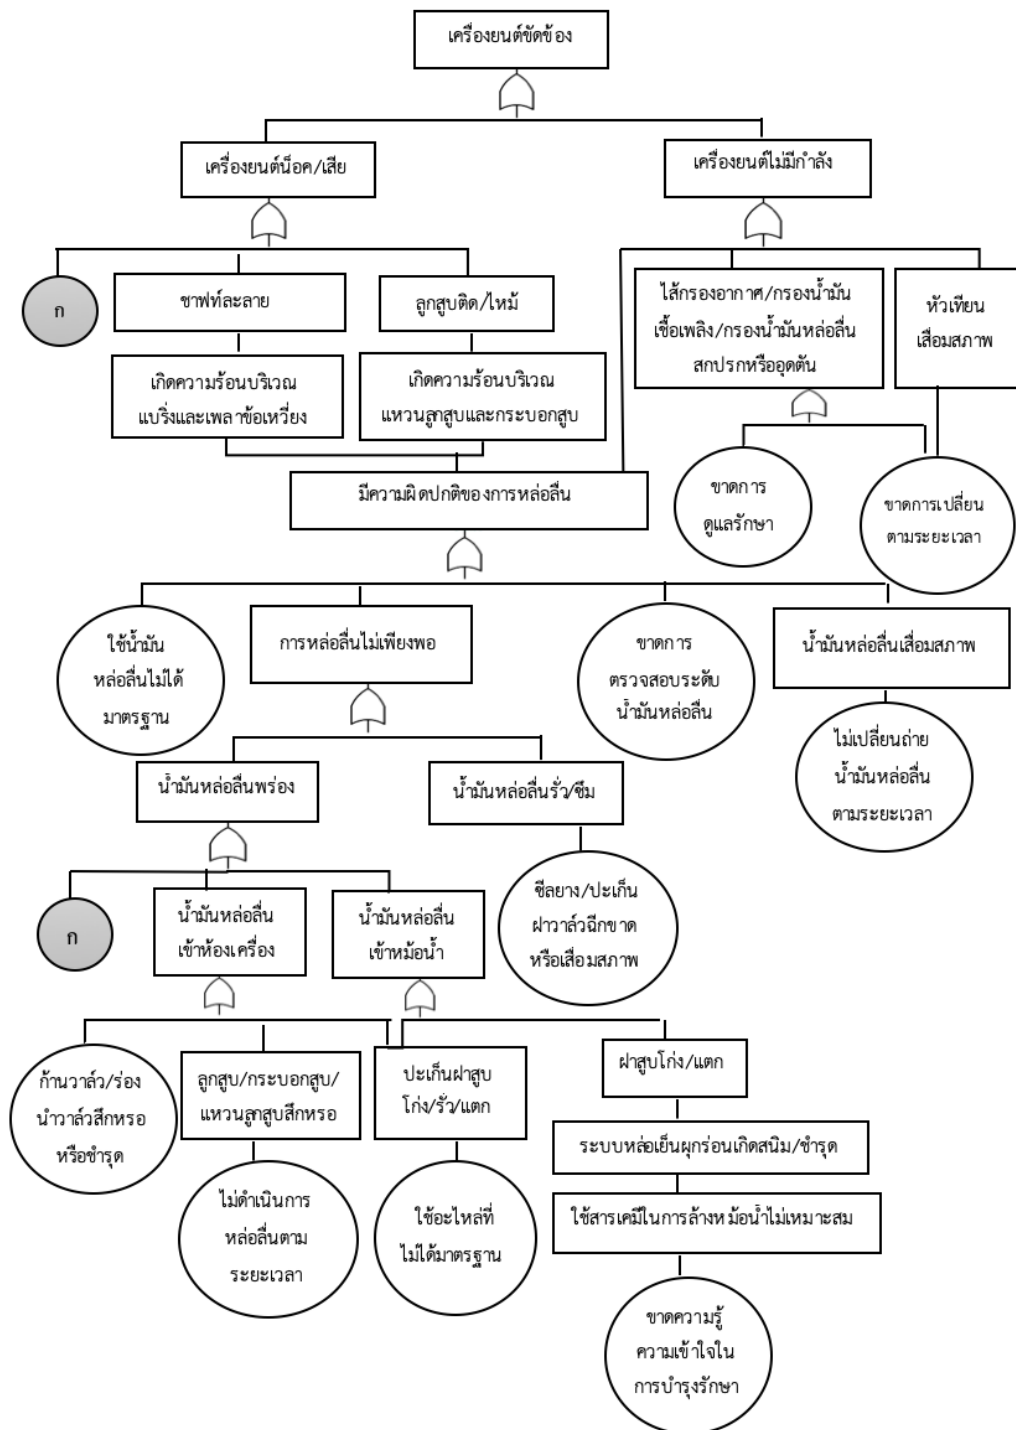 เครื่องยนต์ขัดข้อง
เครื่องยนต์น็อค/เสีย
เครื่องยนต์ไม่มีกำลัง
ก
ชาฟท์ละลาย
ลูกสูบติด/ไหม้
ไส้กรองอากาศ/กรองน้ำมัน
เชื้อเพลิง/กรองน้ำมันหล่อลื่น
สกปรกหรืออุดตัน
หัวเทียน
เสื่อมสภาพ
เกิดความร้อนบริเวณ
แบริ่งและเพลาข้อเหวี่ยง
เกิดความร้อนบริเวณ
แหวนลูกสูบและกระบอกสูบ
มีความผิดปกติของการหล่อลื่น
ขาดการ
ดูแลรักษา
ขาดการเปลี่ยน
ตามระยะเวลา
ใช้น้ำมัน
หล่อลื่นไม่ได้
มาตรฐาน
การหล่อลื่นไม่เพียงพอ
ขาดการ
ตรวจสอบระดับ
น้ำมันหล่อลื่น
น้ำมันหล่อลื่นเสื่อมสภาพ
ไม่เปลี่ยนถ่าย
น้ำมันหล่อลื่น
ตามระยะเวลา
น้ำมันหล่อลื่นพร่อง
น้ำมันหล่อลื่นรั่ว/ซึม
ก
น้ำมันหล่อลื่น
เข้าห้องเครื่อง
น้ำมันหล่อลื่น
เข้าหม้อน้ำ
ซีลยาง/ปะเก็น
ฝาวาล์วฉีกขาด
หรือเสื่อมสภาพ
ก้านวาล์ว/ร่อง
นำวาล์วสึกหรอ
หรือชำรุด
ลูกสูบ/กระบอกสูบ/
แหวนลูกสูบสึกหรอ
ปะเก็นฝาสูบ
โก่ง/รั่ว/แตก
ฝาสูบโก่ง/แตก
ระบบหล่อเย็นผุกร่อนเกิดสนิม/ชำรุด
ใช้สารเคมีในการล้างหม้อน้ำไม่เหมาะสม
ไม่ดำเนินการ
หล่อลื่นตาม
ระยะเวลา
ใช้อะไหล่ที่
ไม่ได้มาตรฐาน
ขาดความรู้
ความเข้าใจใน
การบำรุงรักษา